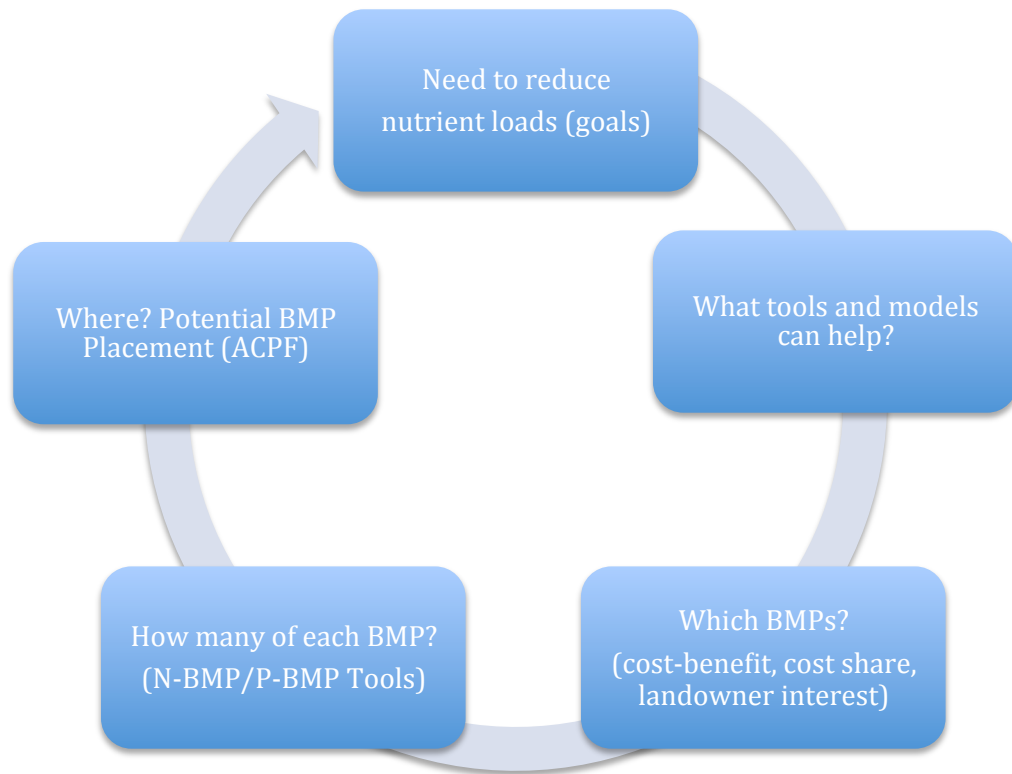 Need to reduce
nutrient loads (goals)
What tools and models
can help?
Which BMPs?
(cost-benefit, cost share,
landowner interest)
How many of each BMP?
(N-BMP/P-BMP Tools)
Where? Potential BMP
Placement (ACPF)